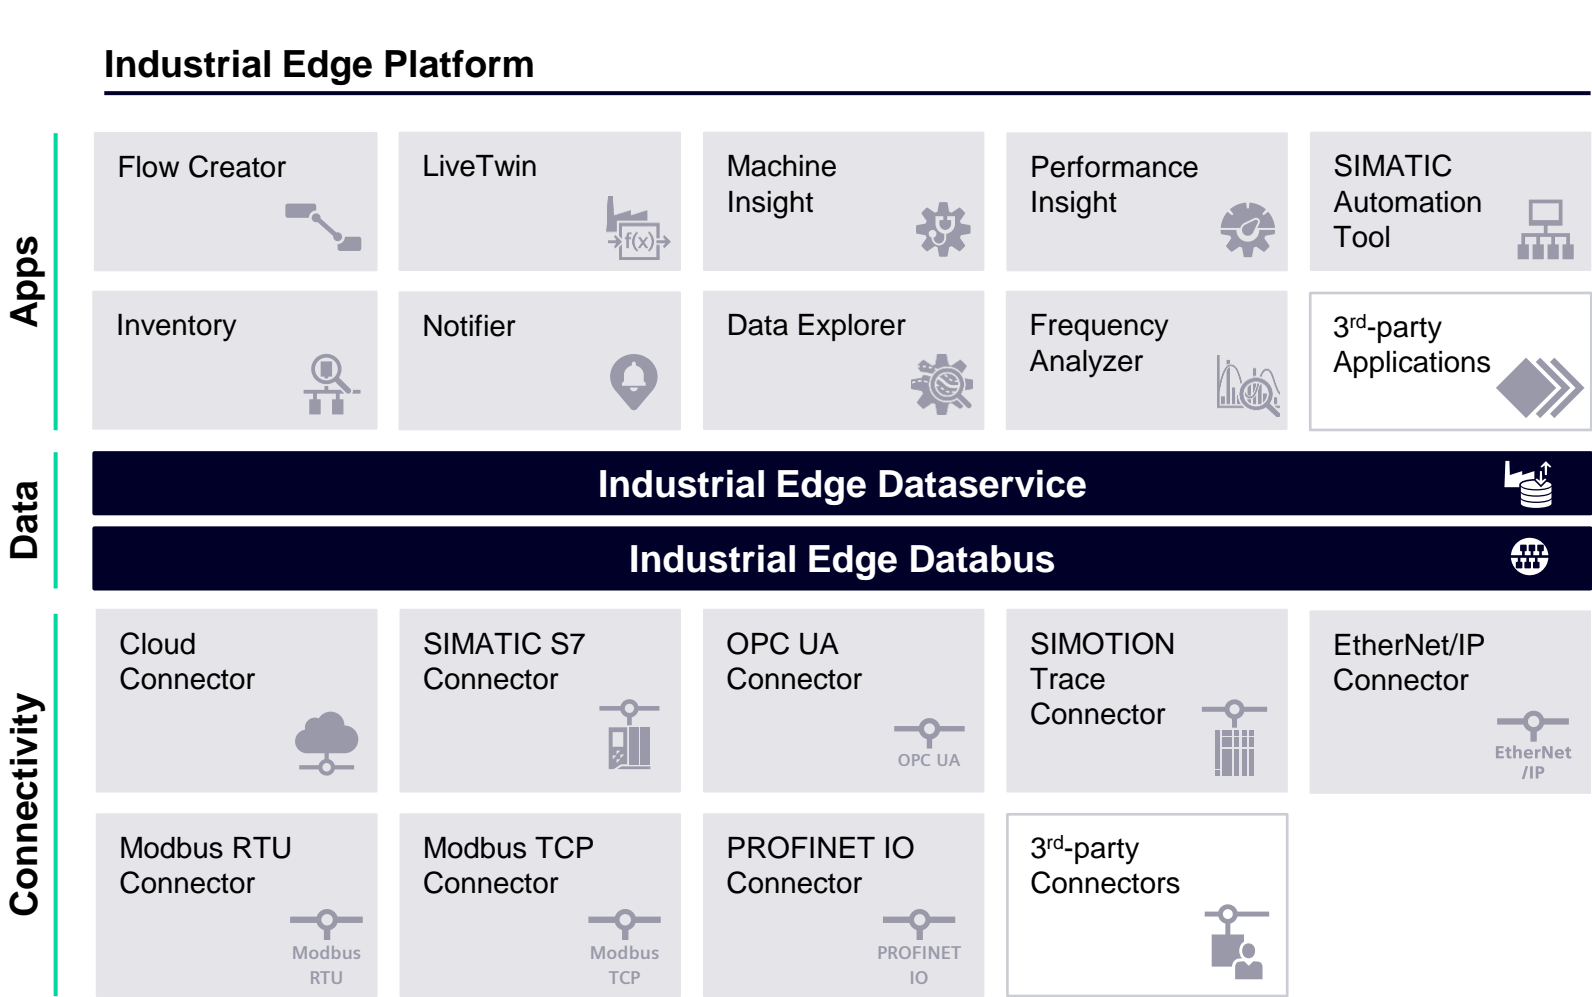 Industrial Edge Platform
Apps
Flow Creator
LiveTwin
f(x)
Machine
Insight
Performance
Insight
SIMATIC
Automation
Tool
Inventory
Notifier
Data Explorer
Frequency
Analyzer
3rd-party
Applications
Data
Industrial Edge Dataservice
Industrial Edge Databus
Connectivity
Cloud
Connector
SIMATIC S7
Connector
OPC UA
Connector
OPC UA
SIMOTION
Trace
Connector
EtherNet/IP
Connector
EtherNet
/IP
Modbus RTU
Connector
Modbus
RTU
Modbus TCP
Connector
Modbus
TCP
PROFINET IO
Connector
PROFINET
IO
3rd-party
Connectors